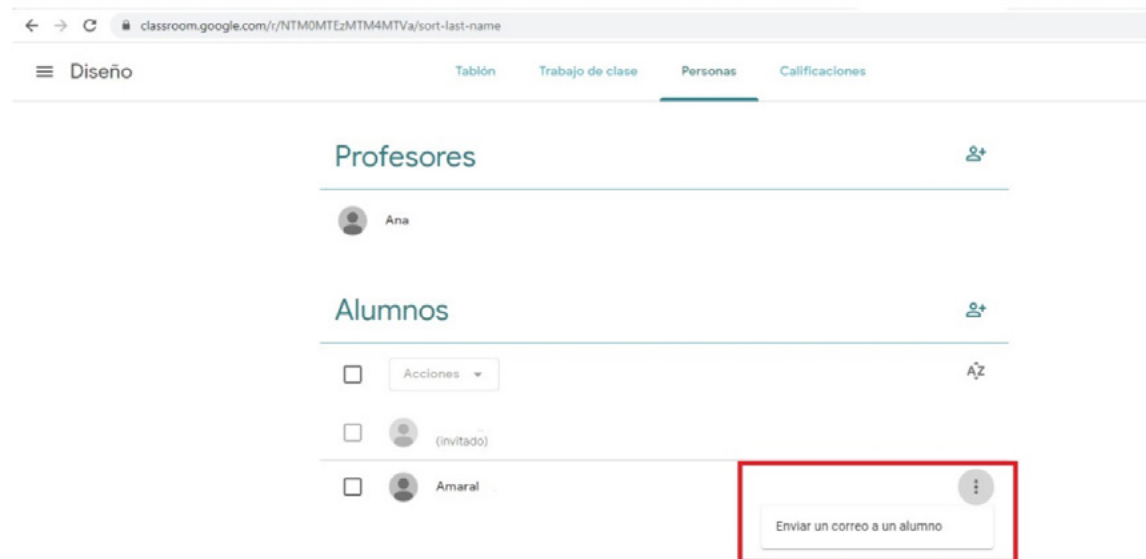 classroom.google.com/r/NTM0MTEzMTM4MTVa/sort-last-name
Diseño
Tablón
Trabajo de clase
Personas
Calificaciones
Profesores
Ana
Alumnos
Acciones
AZ
(invitado)
Amaral
Enviar un correo a un alumno